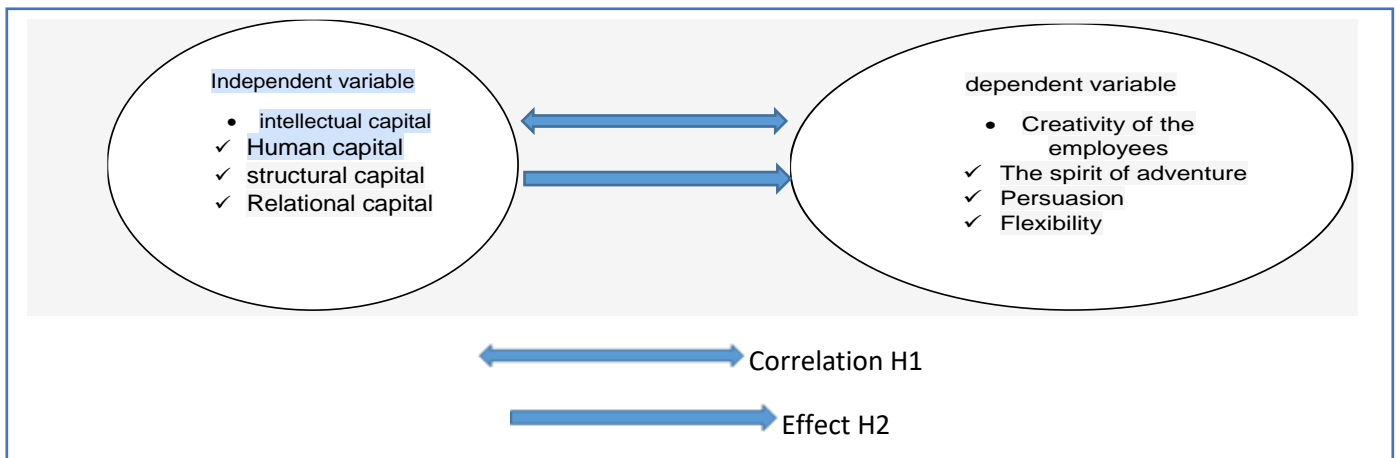 Independent variable
• intellectual capital
✓ Human capital
✓ structural capital
✓ Relational capital
dependent variable
• Creativity of the
employees
✓ The spirit of adventure
✓ Persuasion
✓ Flexibility
Correlation H1
Effect H2